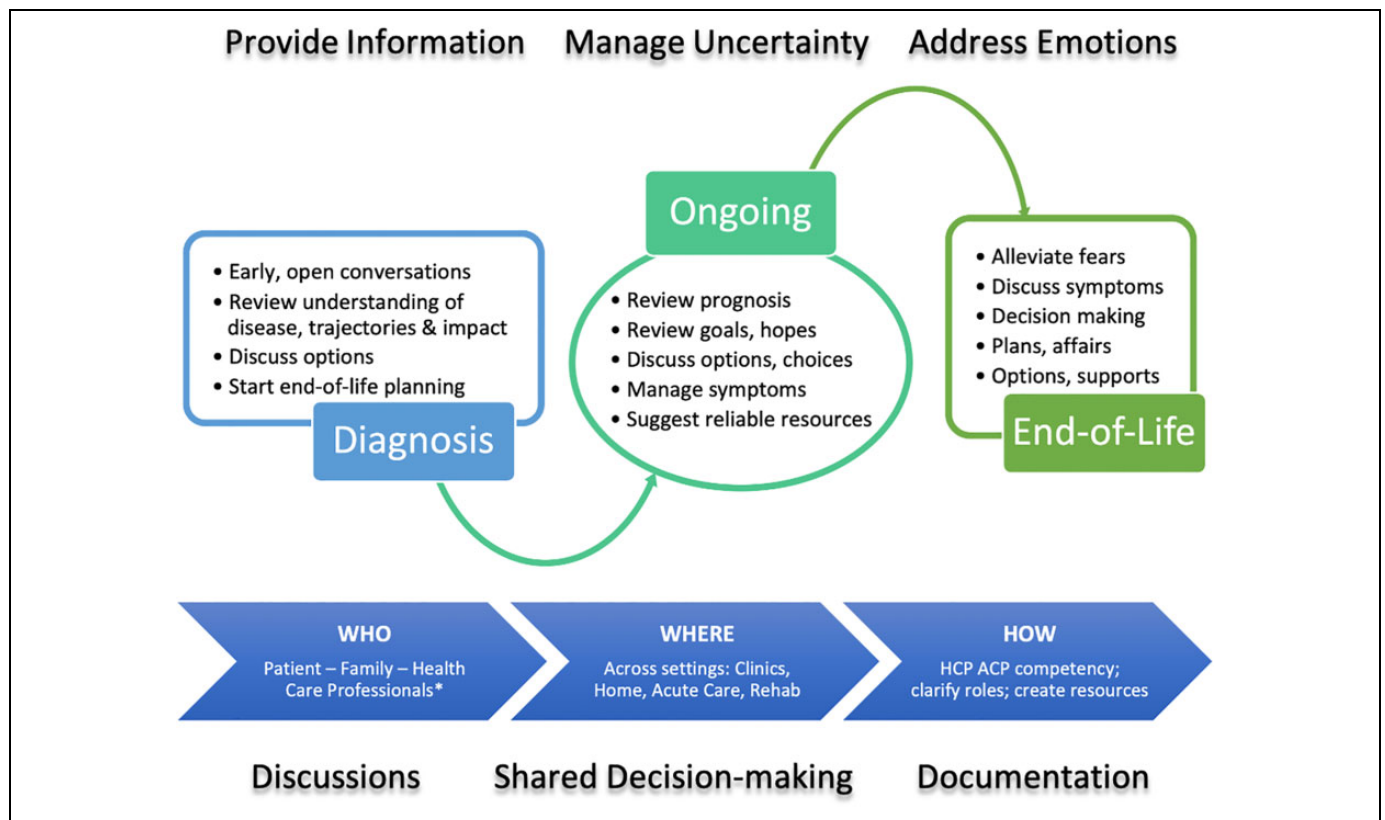 Provide Information
Manage Uncertainty
Address Emotions
• Early, open conversations
• Review understanding of
disease, trajectories & impact
• Discuss options
• Start end-of-life planning
Diagnosis
Ongoing
• Review prognosis
• Review goals, hopes
• Discuss options, choices
• Manage symptoms
• Suggest reliable resources
• Alleviate fears
• Discuss symptoms
• Decision making
• Plans, affairs
• Options, supports
End-of-Life
WHO
Patient – Family – Health
Care Professionals*
WHERE
Across settings: Clinics,
Home, Acute Care, Rehab
HOW
HCP ACP competency;
clarify roles; create resources
Discussions
Shared Decision-making
Documentation